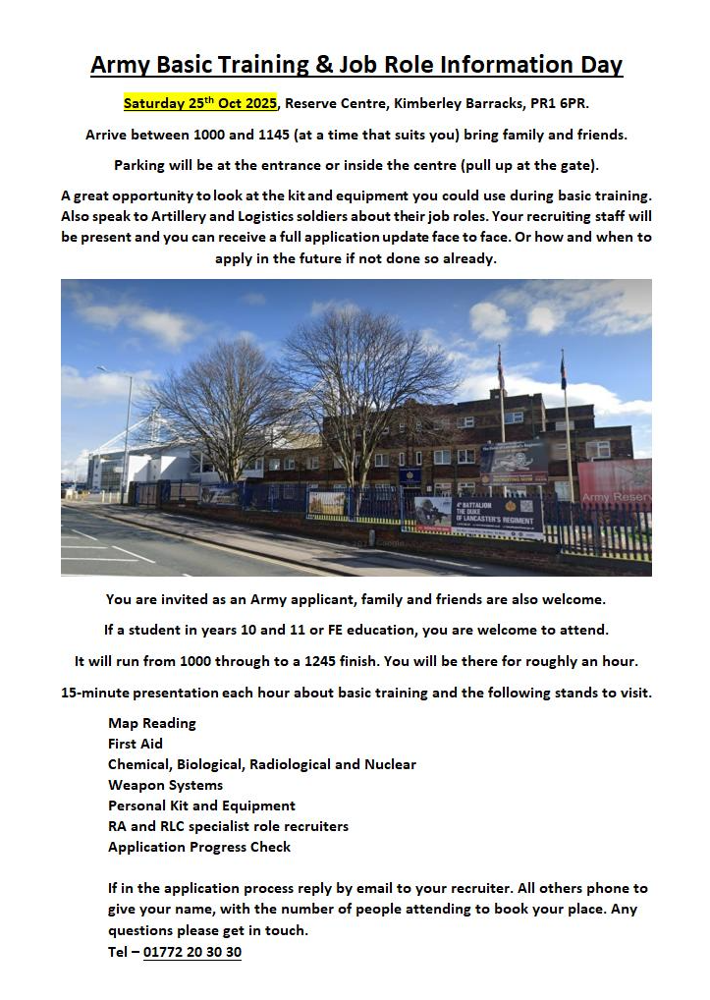 Army Basic Training & Job Role Information Day
Saturday 25th Oct 2025, Reserve Centre, Kimberley Barracks, PR1 6PR.
Arrive between 1000 and 1145 (at a time that suits you) bring family and friends.
Parking will be at the entrance or inside the centre (pull up at the gate).
A great opportunity to look at the kit and equipment you could use during basic training.
Also speak to Artillery and Logistics soldiers about their job roles. Your recruiting staff will
be present and you can receive a full application update face to face. Or how and when to
apply in the future if not done so already.
4th BATTALION
THE DUKE
OF LANCASTER'S REGIMENT
You are invited as an Army applicant, family and friends are also welcome.
If a student in years 10 and 11 or FE education, you are welcome to attend.
It will run from 1000 through to a 1245 finish. You will be there for roughly an hour.
15-minute presentation each hour about basic training and the following stands to visit.
Map Reading
First Aid
Chemical, Biological, Radiological and Nuclear
Weapon Systems
Personal Kit and Equipment
RA and RLC specialist role recruiters
Application Progress Check
If in the application process reply by email to your recruiter. All others phone to
give your name, with the number of people attending to book your place. Any
questions please get in touch.
Tel – 01772 20 30 30